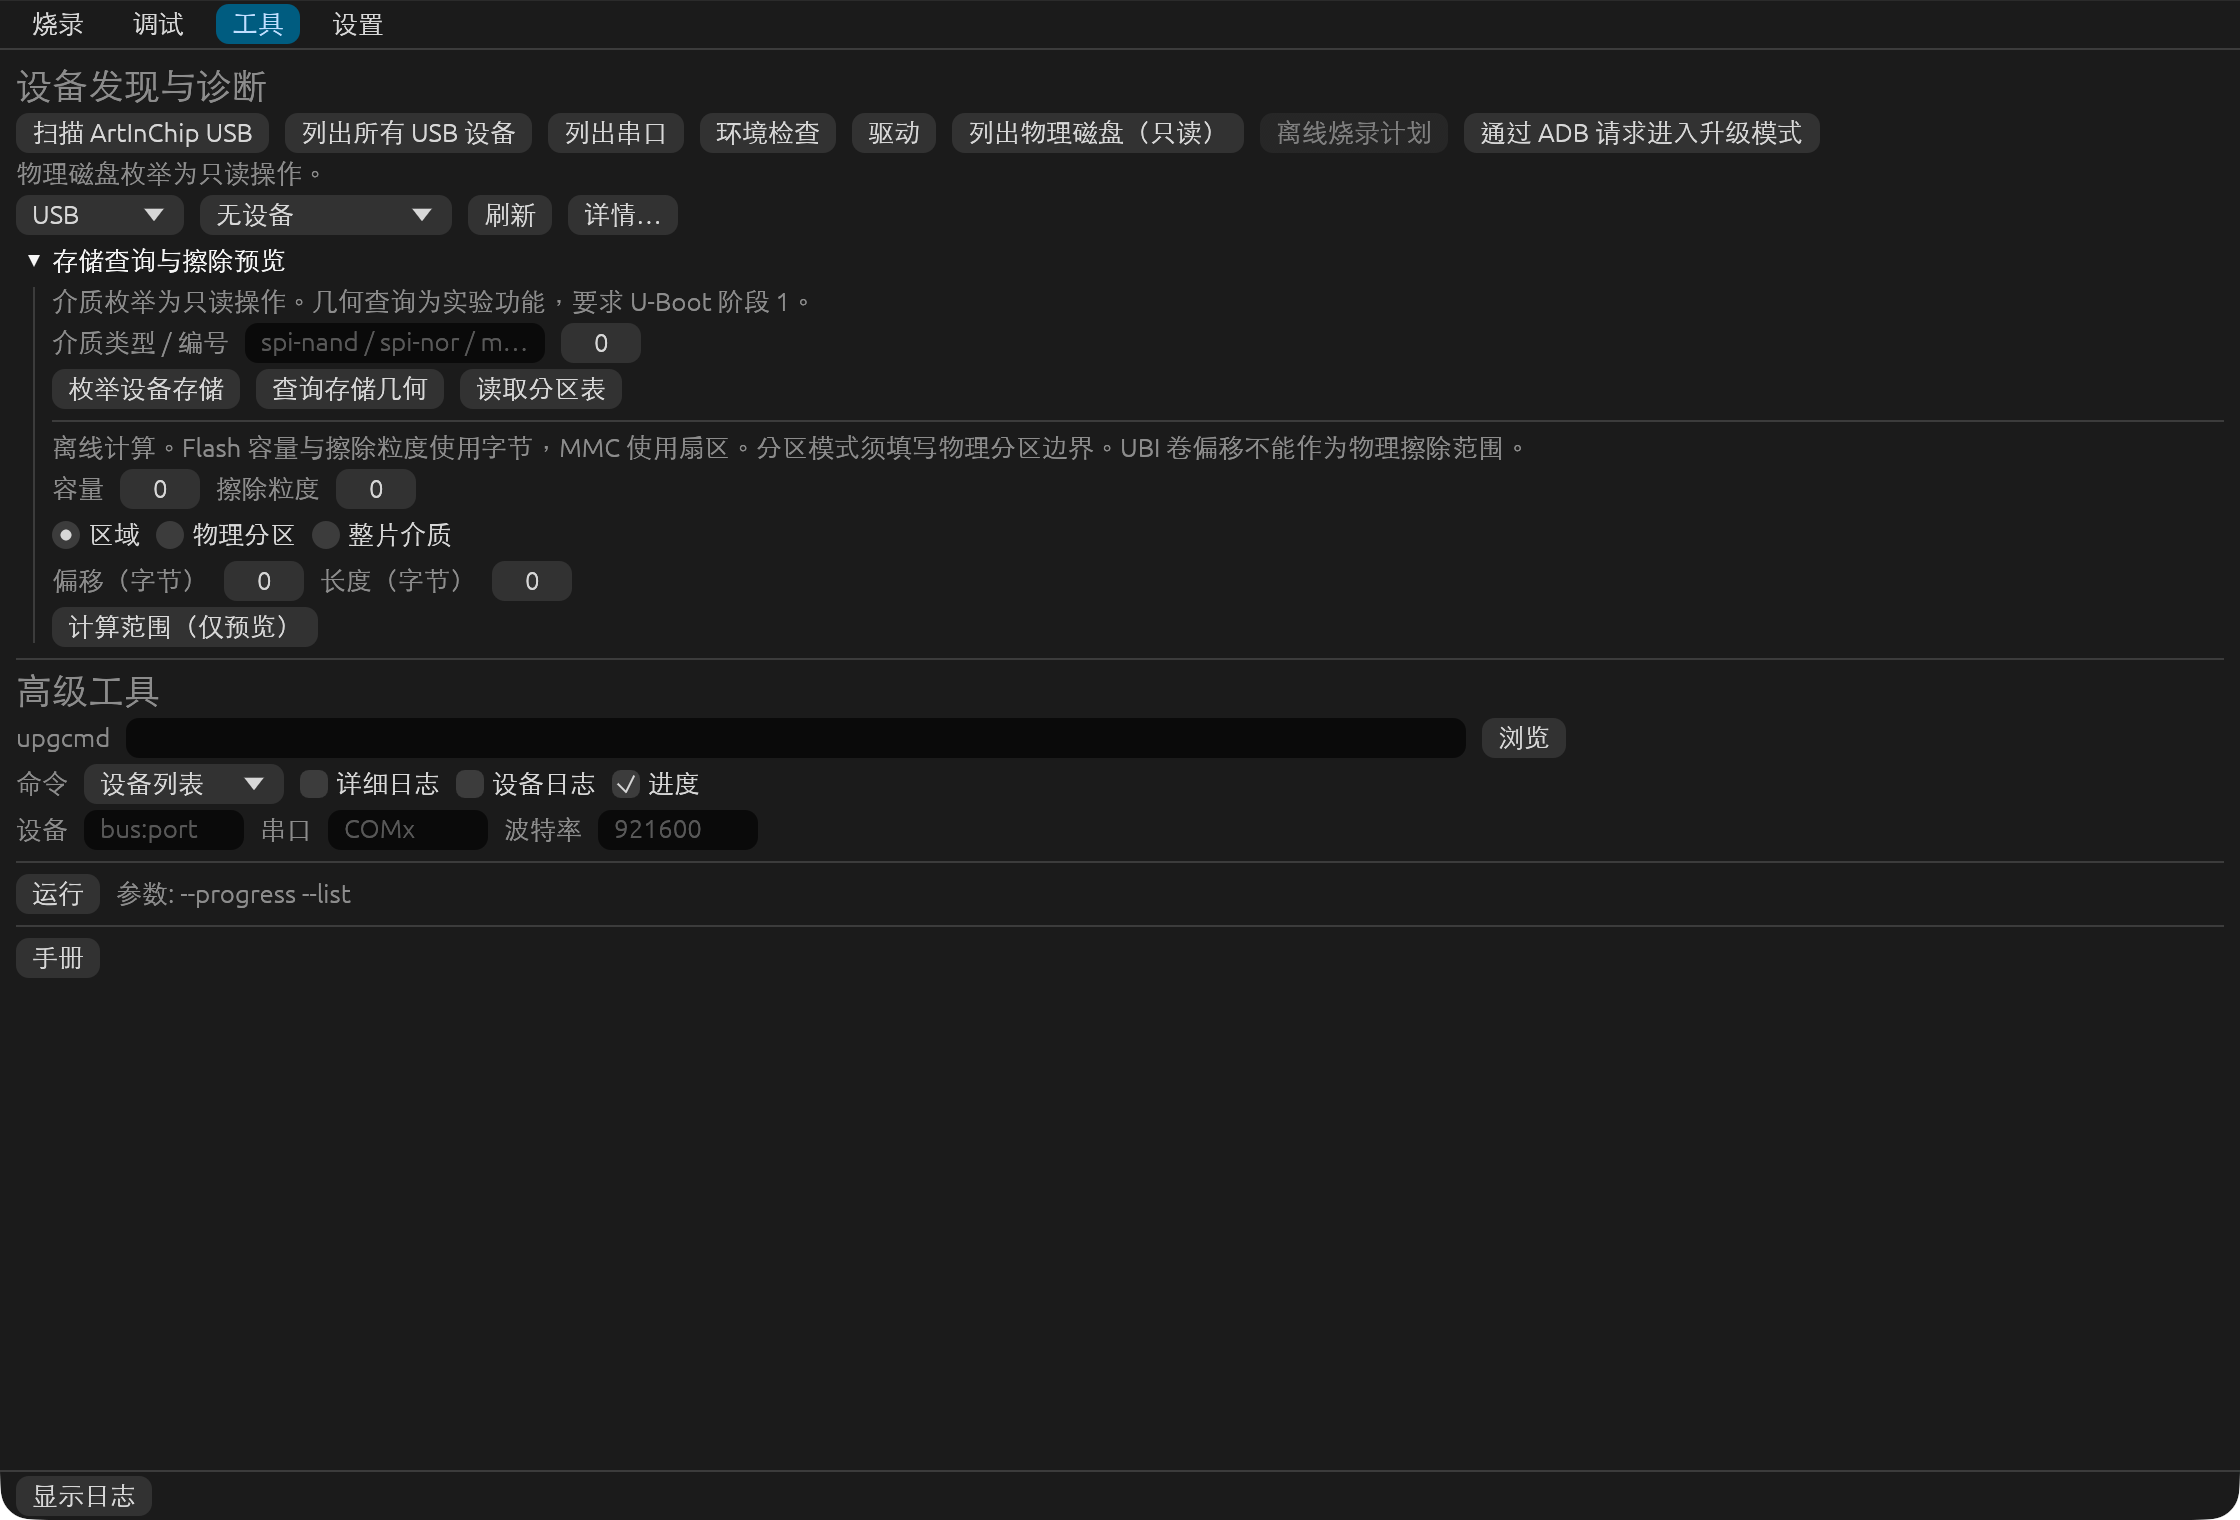 烧录 调试 工具 设置
设备发现与诊断
扫描 ArtInChip USB 列出所有 USB 设备 列出串口 环境检查 驱动 列出物理磁盘（只读） 离线烧录计划 通过 ADB 请求进入升级模式
物理磁盘枚举为只读操作。
USB 无设备 刷新 详情...
存储查询与擦除预览
介质枚举为只读操作。几何查询为实验功能，要求 U-Boot 阶段 1。
介质类型 / 编号 spi-nand / spi-nor / m... 0
枚举设备存储 查询存储几何 读取分区表
离线计算。Flash 容量与擦除粒度使用字节，MMC 使用扇区。分区模式须填写物理分区边界。UBI 卷偏移不能作为物理擦除范围。
容量 0 擦除粒度 0
区域 物理分区 整片介质
偏移（字节） 0 长度（字节） 0
计算范围（仅预览）
高级工具
upgcmd 浏览
命令 设备列表 详细日志 设备日志 进度
设备 bus:port 串口 COMx 波特率 921600
运行 参数: --progress --list
手册
显示日志